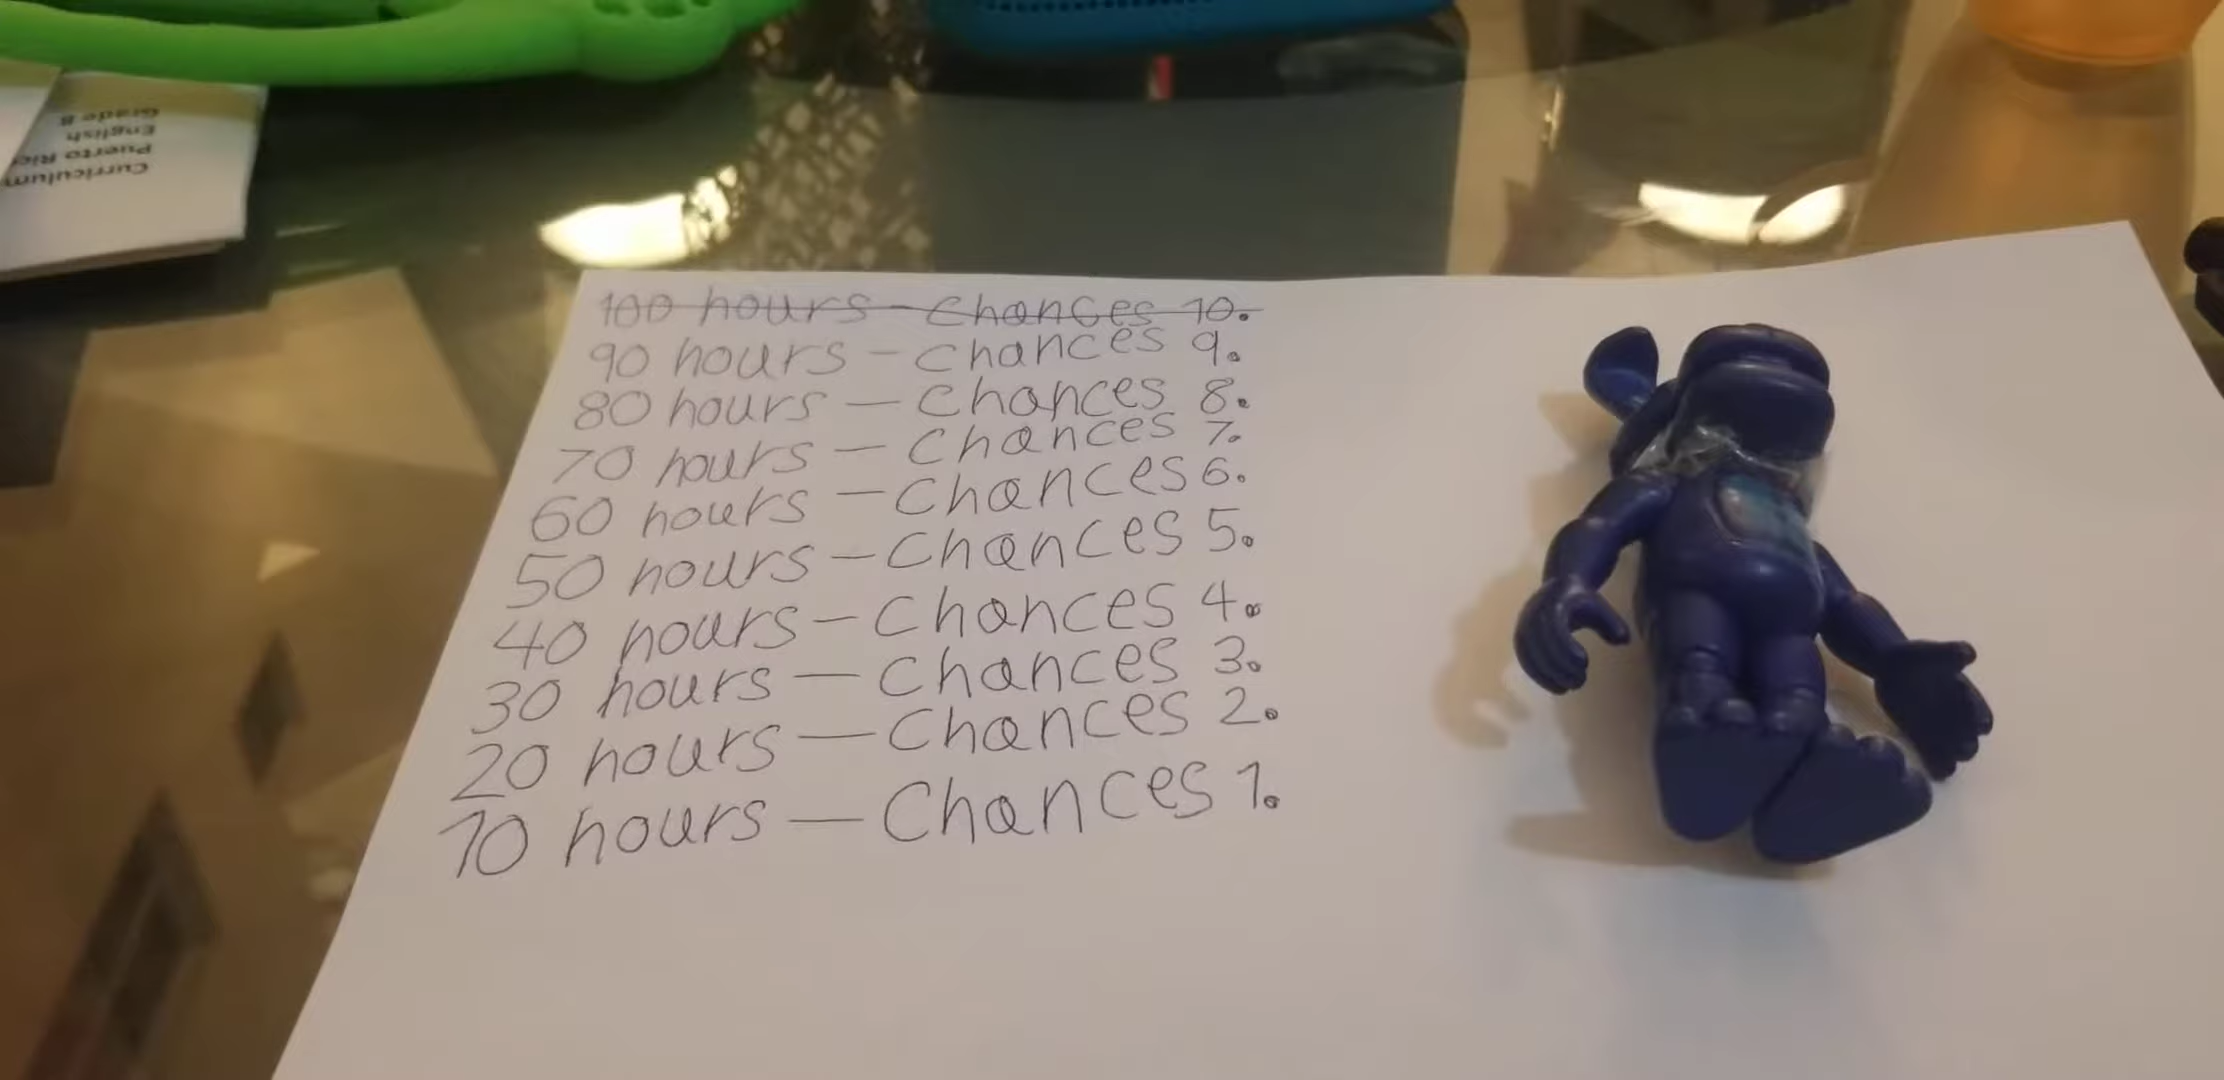 Curriculum
Puerto Rico
English
Grade 8
100 hours - Chances 10.
90 hours - Chances 9.
80 hours - Chances 8.
70 hours - Chances 7.
60 hours - Chances 6.
50 hours - Chances 5.
40 hours - Chances 4.
30 hours - Chances 3.
20 hours - Chances 2.
10 hours - Chances 1.